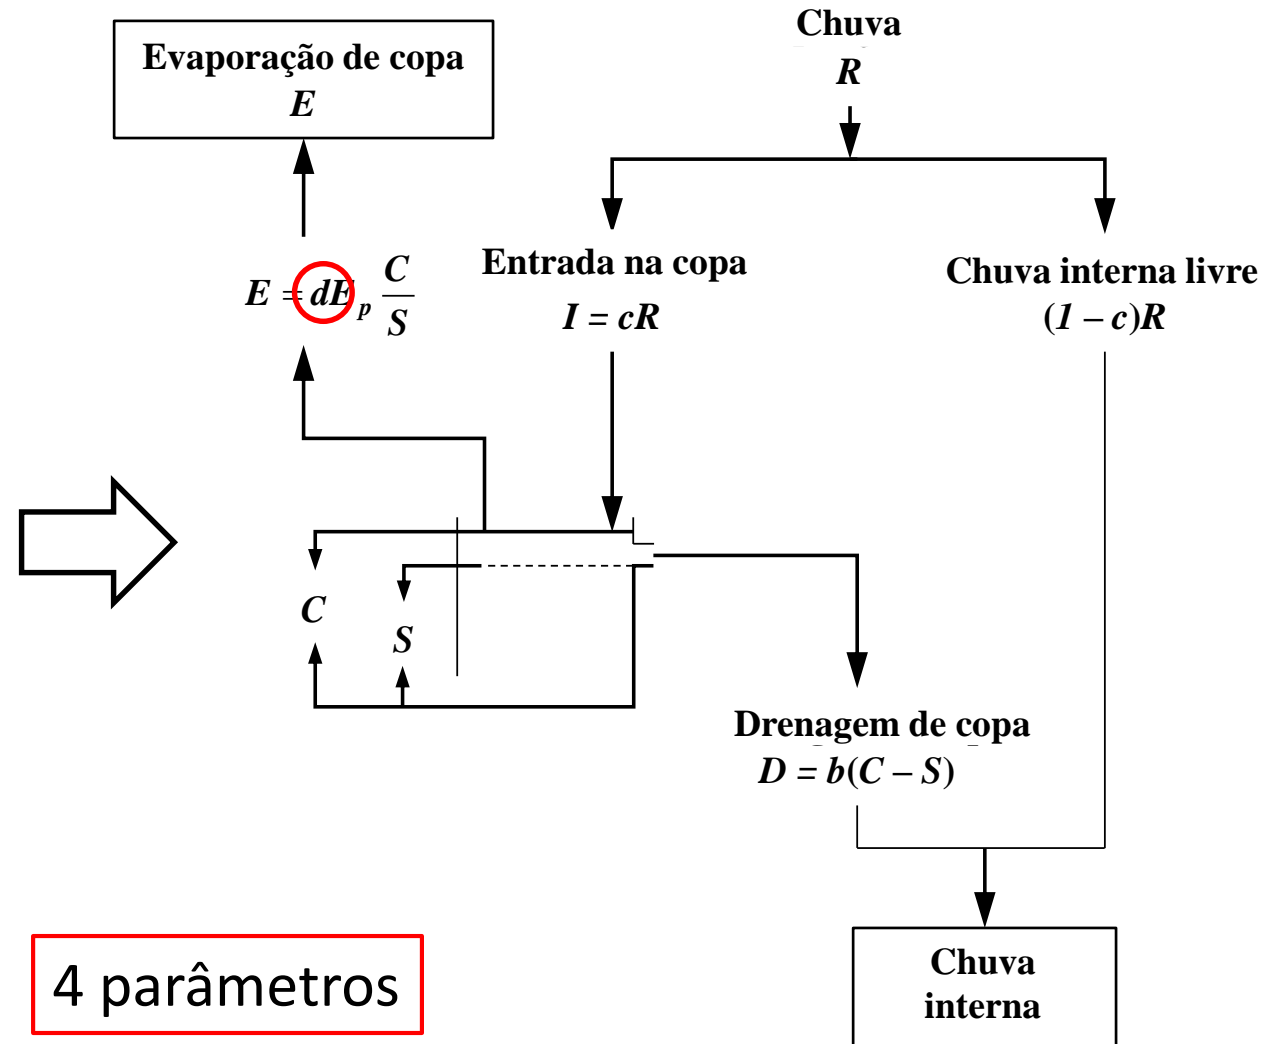 Evaporação de copa
E
Chuva
R
E = dE_p C/S
Entrada na copa
I = cR
Chuva interna livre
(1 – c)R
C
S
Drenagem de copa
D = b(C – S)
4 parâmetros
Chuva
interna